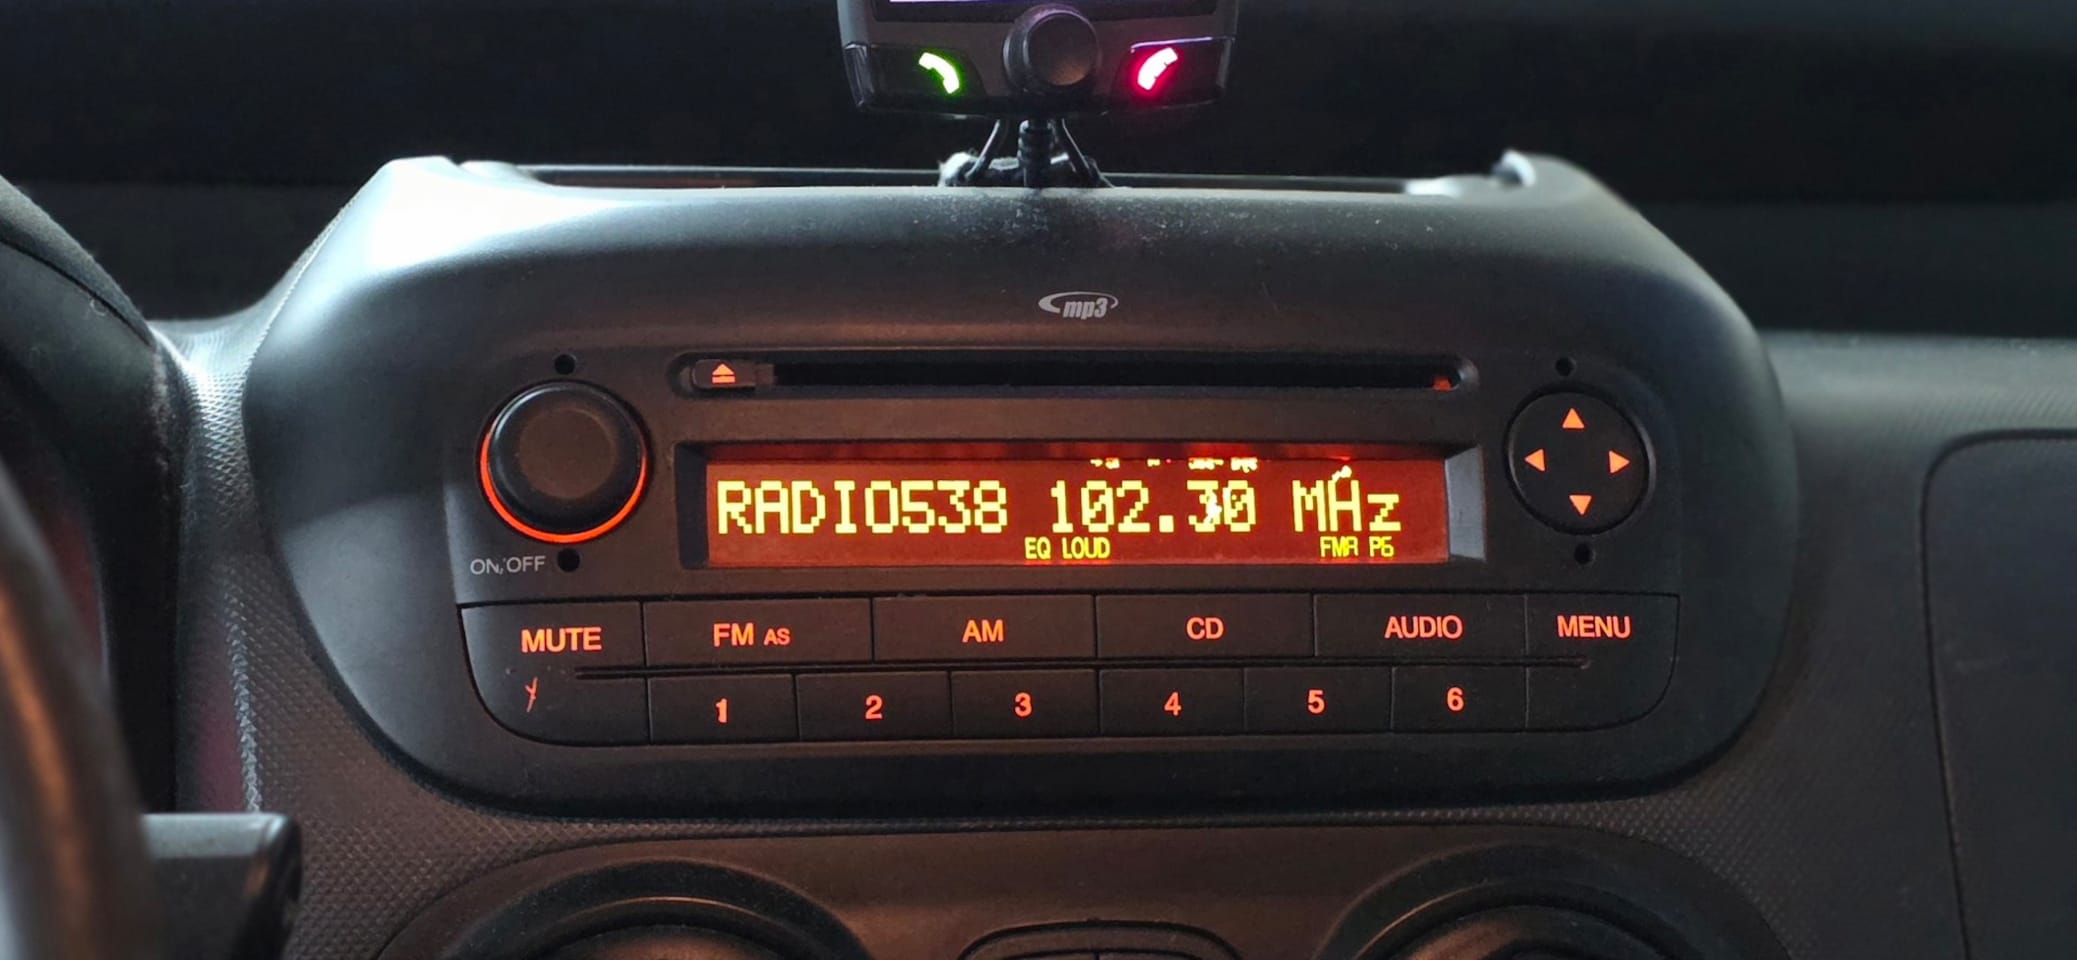 mp3
RADIO538 102.30 MHz
EQ LOUD FMA P6
ON/OFF
MUTE FM AS AM CD AUDIO MENU
1 2 3 4 5 6